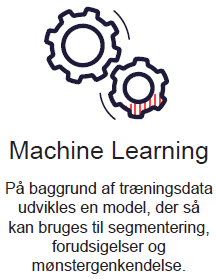 Machine Learning
På baggrund af træningsdata
udvikles en model, der så
kan bruges til segmentering,
forudsigelser og
mønstergenkendelse.